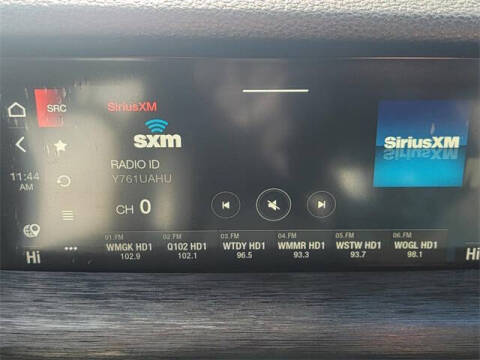 SRC
SiriusXM
sxm
RADIO ID
Y761UAHU
CH 0
11:44
AM
SiriusXM
SiriusXM
01.FM
WMGK HD1
102.9
02.FM
Q102 HD1
102.1
03.FM
WTDY HD1
96.5
04.FM
WMMR HD1
93.3
05.FM
WSTW HD1
93.7
06.FM
WOGL HD1
98.1
Hi
Hi